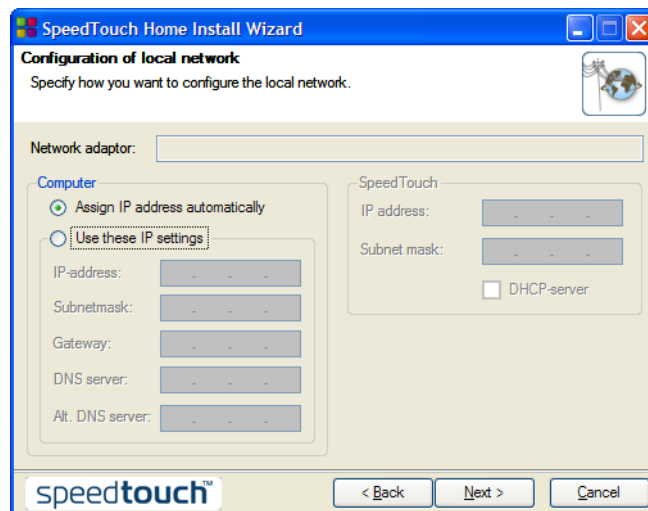 SpeedTouch Home Install Wizard
Configuration of local network
Specify how you want to configure the local network.
Network adaptor:
Computer
Assign IP address automatically
Use these IP settings
IP-address:
Subnetmask:
Gateway:
DNS server:
Alt. DNS server:
SpeedTouch
IP address:
Subnet mask:
DHCP-server
speedtouch™
< Back
Next >
Cancel